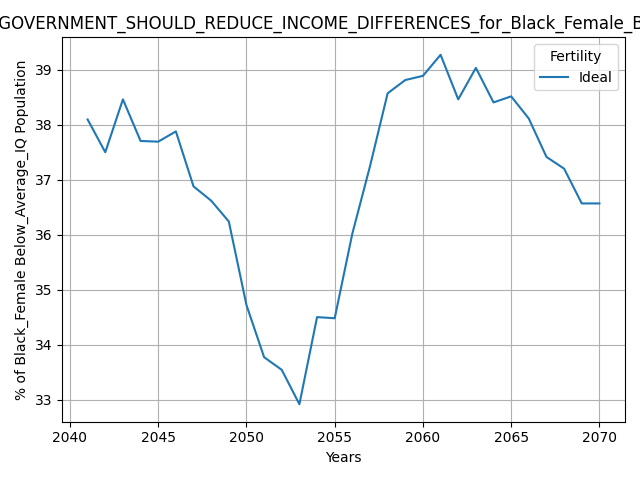 GOVERNMENT_SHOULD_REDUCE_INCOME_DIFFERENCES_for_Black_Female_B
Fertility
Ideal
% of Black_Female Below_Average_IQ Population
39
38
37
36
35
34
33
2040
2045
2050
2055
2060
2065
2070
Years